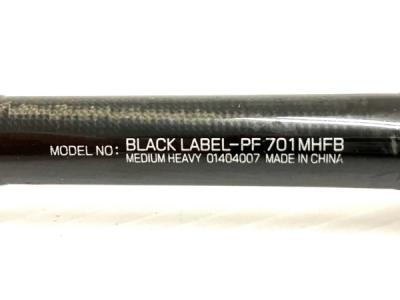 MODEL NO: BLACK LABEL-PF 701MHFB
MEDIUM HEAVY 01404007 MADE IN CHINA